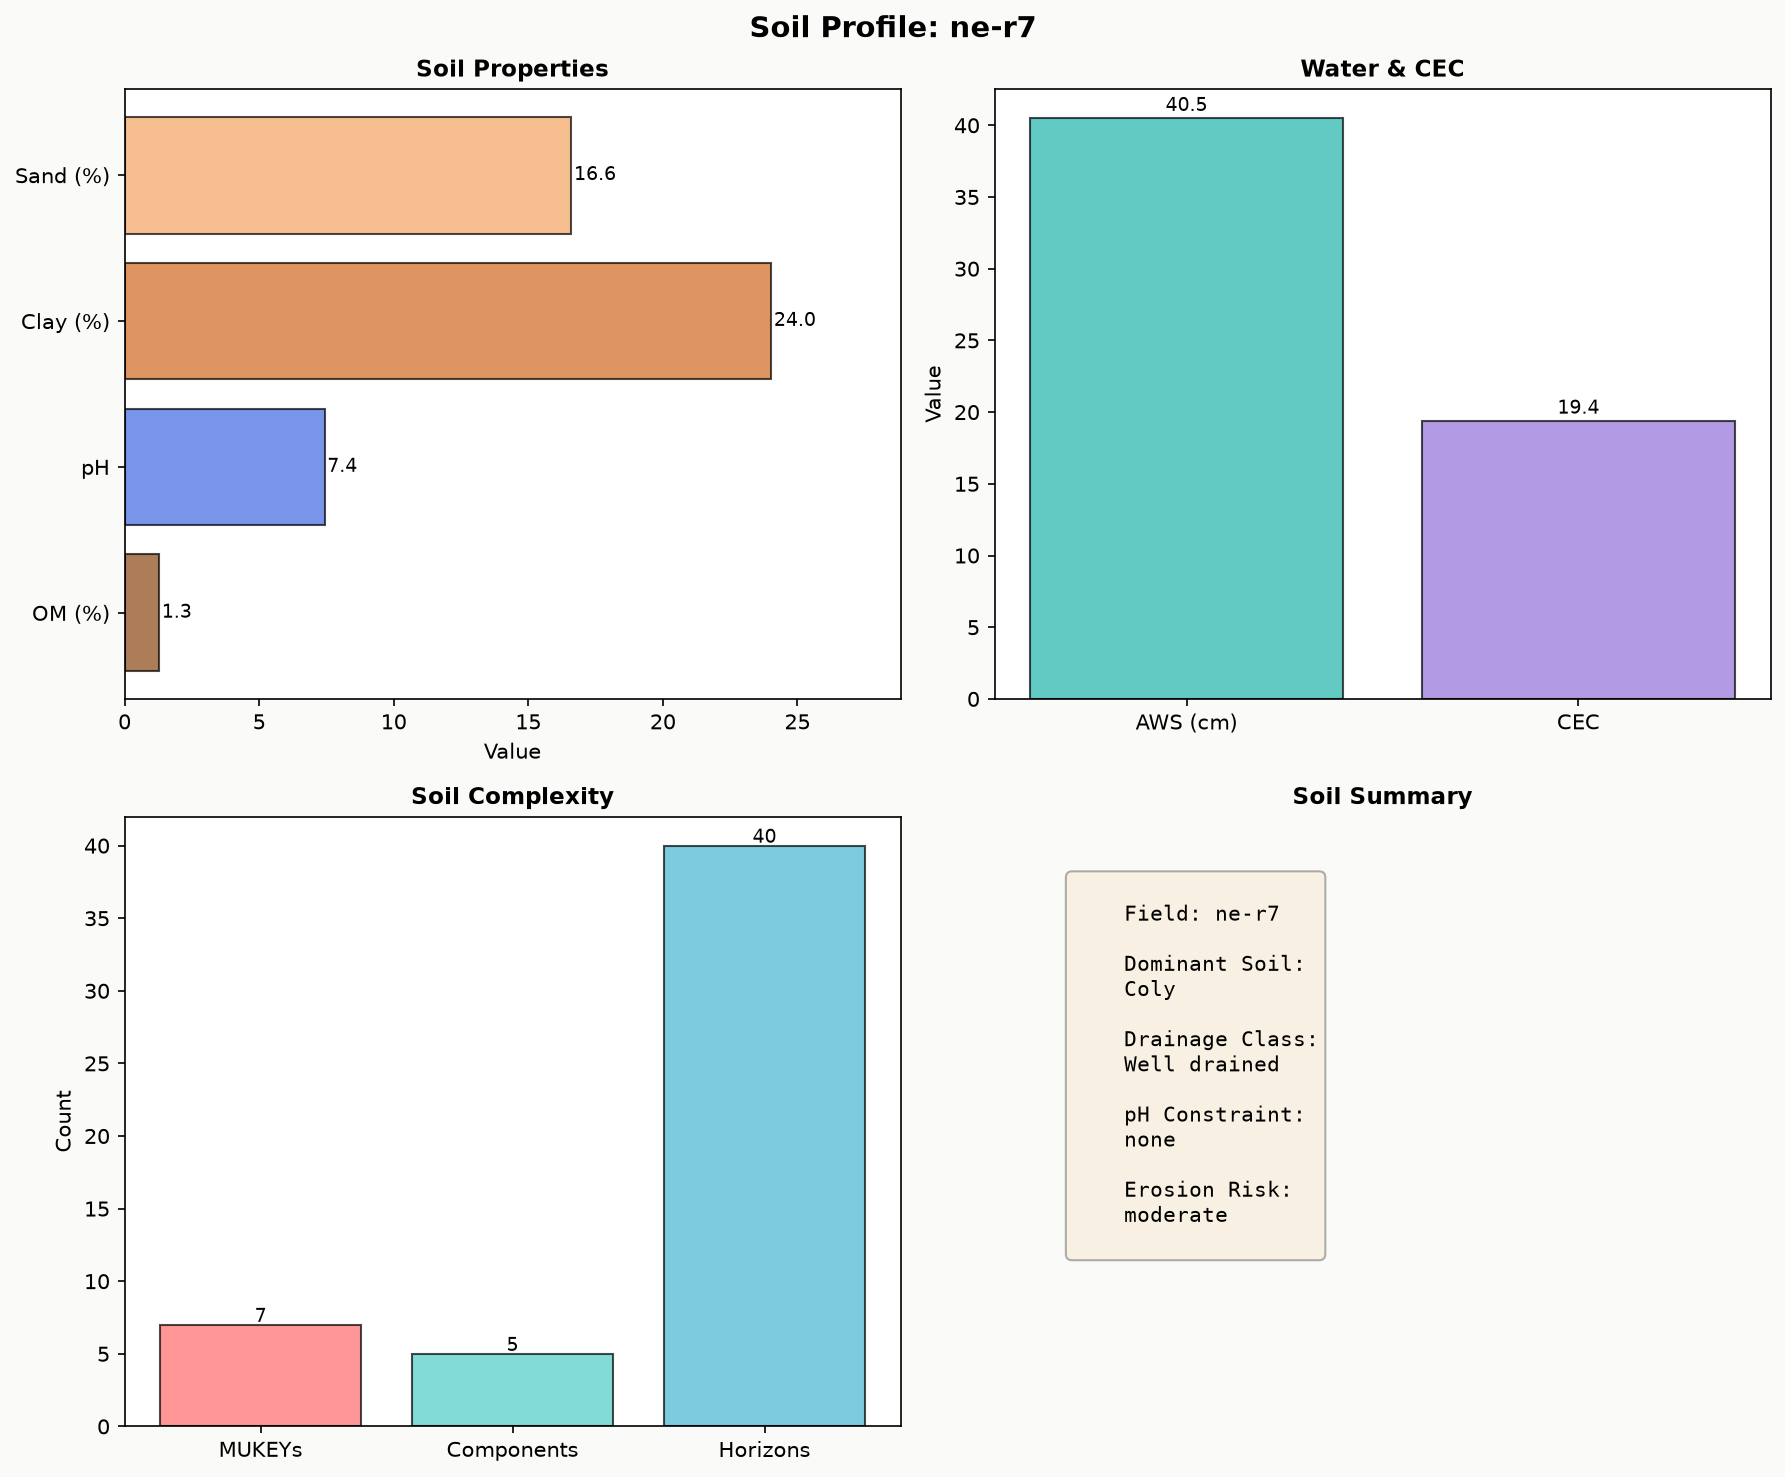 Soil Profile: ne-r7
Soil Properties
Sand (%)
Clay (%)
pH
OM (%)
16.6
24.0
7.4
1.3
0 5 10 15 20 25
Value
Water & CEC
Value
40
35
30
25
20
15
10
5
0
40.5
19.4
AWS (cm) CEC
Soil Complexity
Count
40
35
30
25
20
15
10
5
0
7
5
40
MUKEYs Components Horizons
Soil Summary
Field: ne-r7
Dominant Soil:
Coly
Drainage Class:
Well drained
pH Constraint:
none
Erosion Risk:
moderate